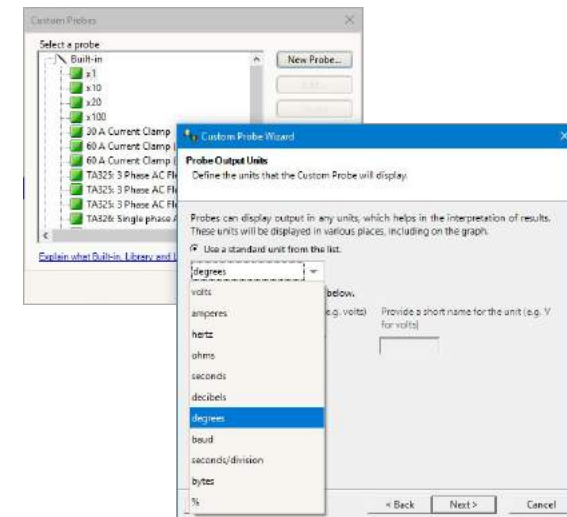 Custom Probes
Select a probe
Built-in
x1
x10
x20
x100
30 A Current Clamp
60 A Current Clamp (
60 A Current Clamp (
TA325: 3 Phase AC Fle
TA325: 3 Phase AC Fle
TA325: 3 Phase AC Fle
TA326: Single phase A
New Probe...
Explain what Built-in, Library and L
Custom Probe Wizard
Probe Output Units
Define the units that the Custom Probe will display.
Probes can display output in any units, which helps in the interpretation of results.
These units will be displayed in various places, including on the graph.
Use a standard unit from the list.
degrees
below.
e.g. volts) Provide a short name for the unit (e.g. V
for volts)
volts
amperes
hertz
ohms
seconds
decibels
degrees
baud
seconds/division
bytes
%
< Back
Next >
Cancel